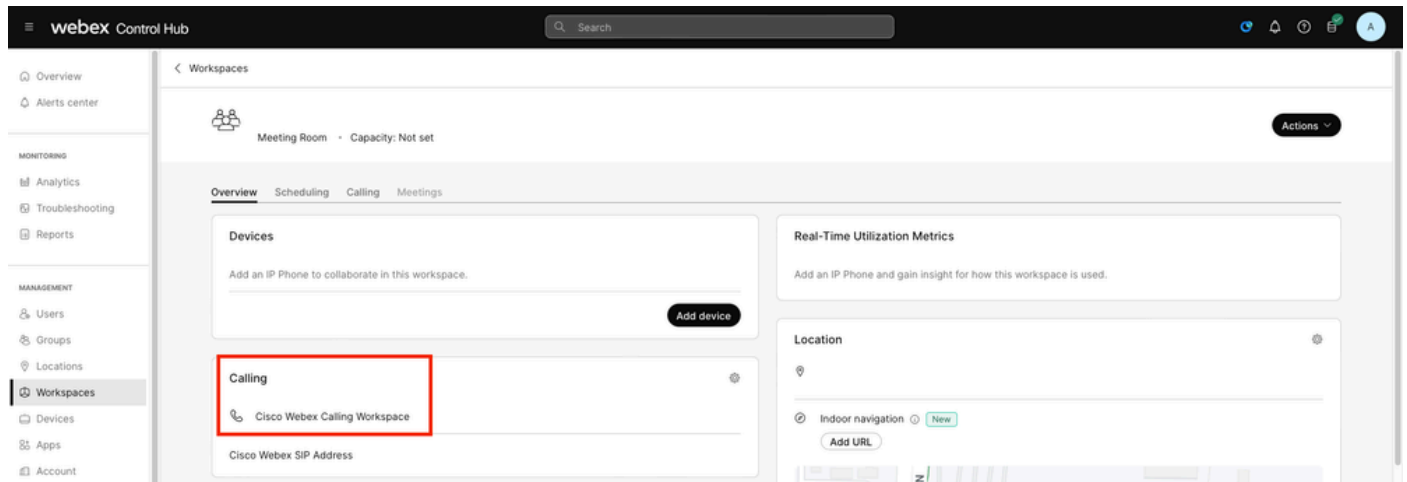 webex Control Hub
Search
A
Overview
Alerts center
MONITORING
Analytics
Troubleshooting
Reports
MANAGEMENT
Users
Groups
Locations
Workspaces
Devices
Apps
Account
Workspaces
Meeting Room • Capacity: Not set
Actions
Overview Scheduling Calling Meetings
Devices
Add an IP Phone to collaborate in this workspace.
Add device
Calling
Cisco Webex Calling Workspace
Cisco Webex SIP Address
Real-Time Utilization Metrics
Add an IP Phone and gain insight for how this workspace is used.
Location
Indoor navigation New
Add URL
N